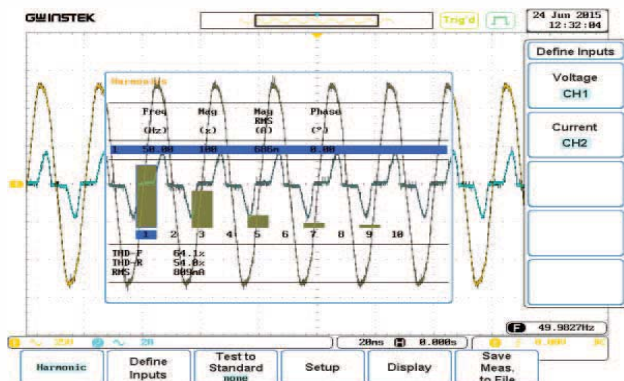 GWINSTEK
Trig'd
24 Jun 2015
12:32:04
Define Inputs
Voltage
CH1
Current
CH2
Harmonics
Freq Mag Mag Phase
RMS
(Hz) (%) (A) (°)
1 50.00 100 686m 0.00
1 2 3 4 5 6 7 8 9 10
THD-F 64.1%
THD-R 54.0%
RMS 809mA
F 49.9827Hz
20ms H 0.000s
Harmonic
Define
Inputs
Test to
Standard
none
Setup
Display
Save
Meas.
to File